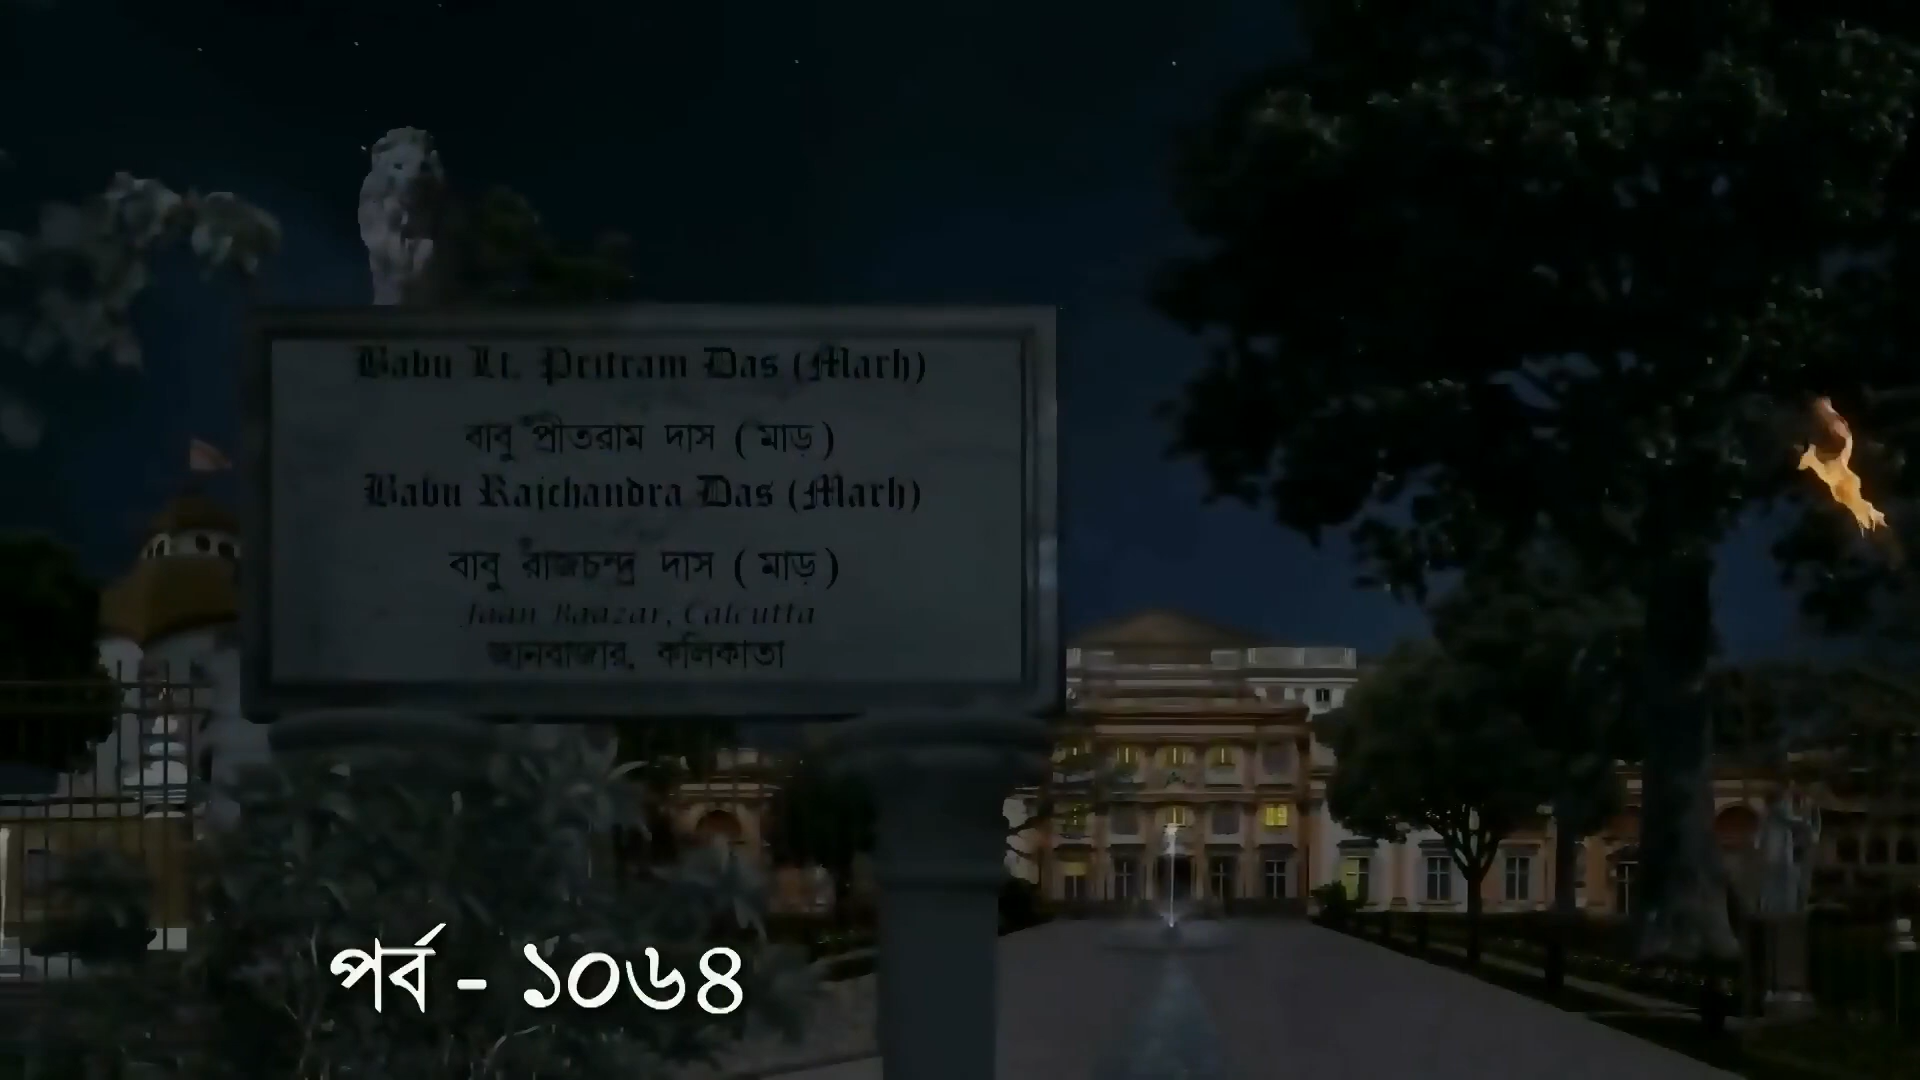 Babu Lt. Pritram Das (Marh)
বাবু প্রীতরাম দাস (মাড়)
Babu Rajchandra Das (Marh)
বাবু রাজচন্দ্র দাস (মাড়)
Jaan Baazar, Calcutta
জানবাজার, কলিকাতা
পর্ব - ১০৬৪